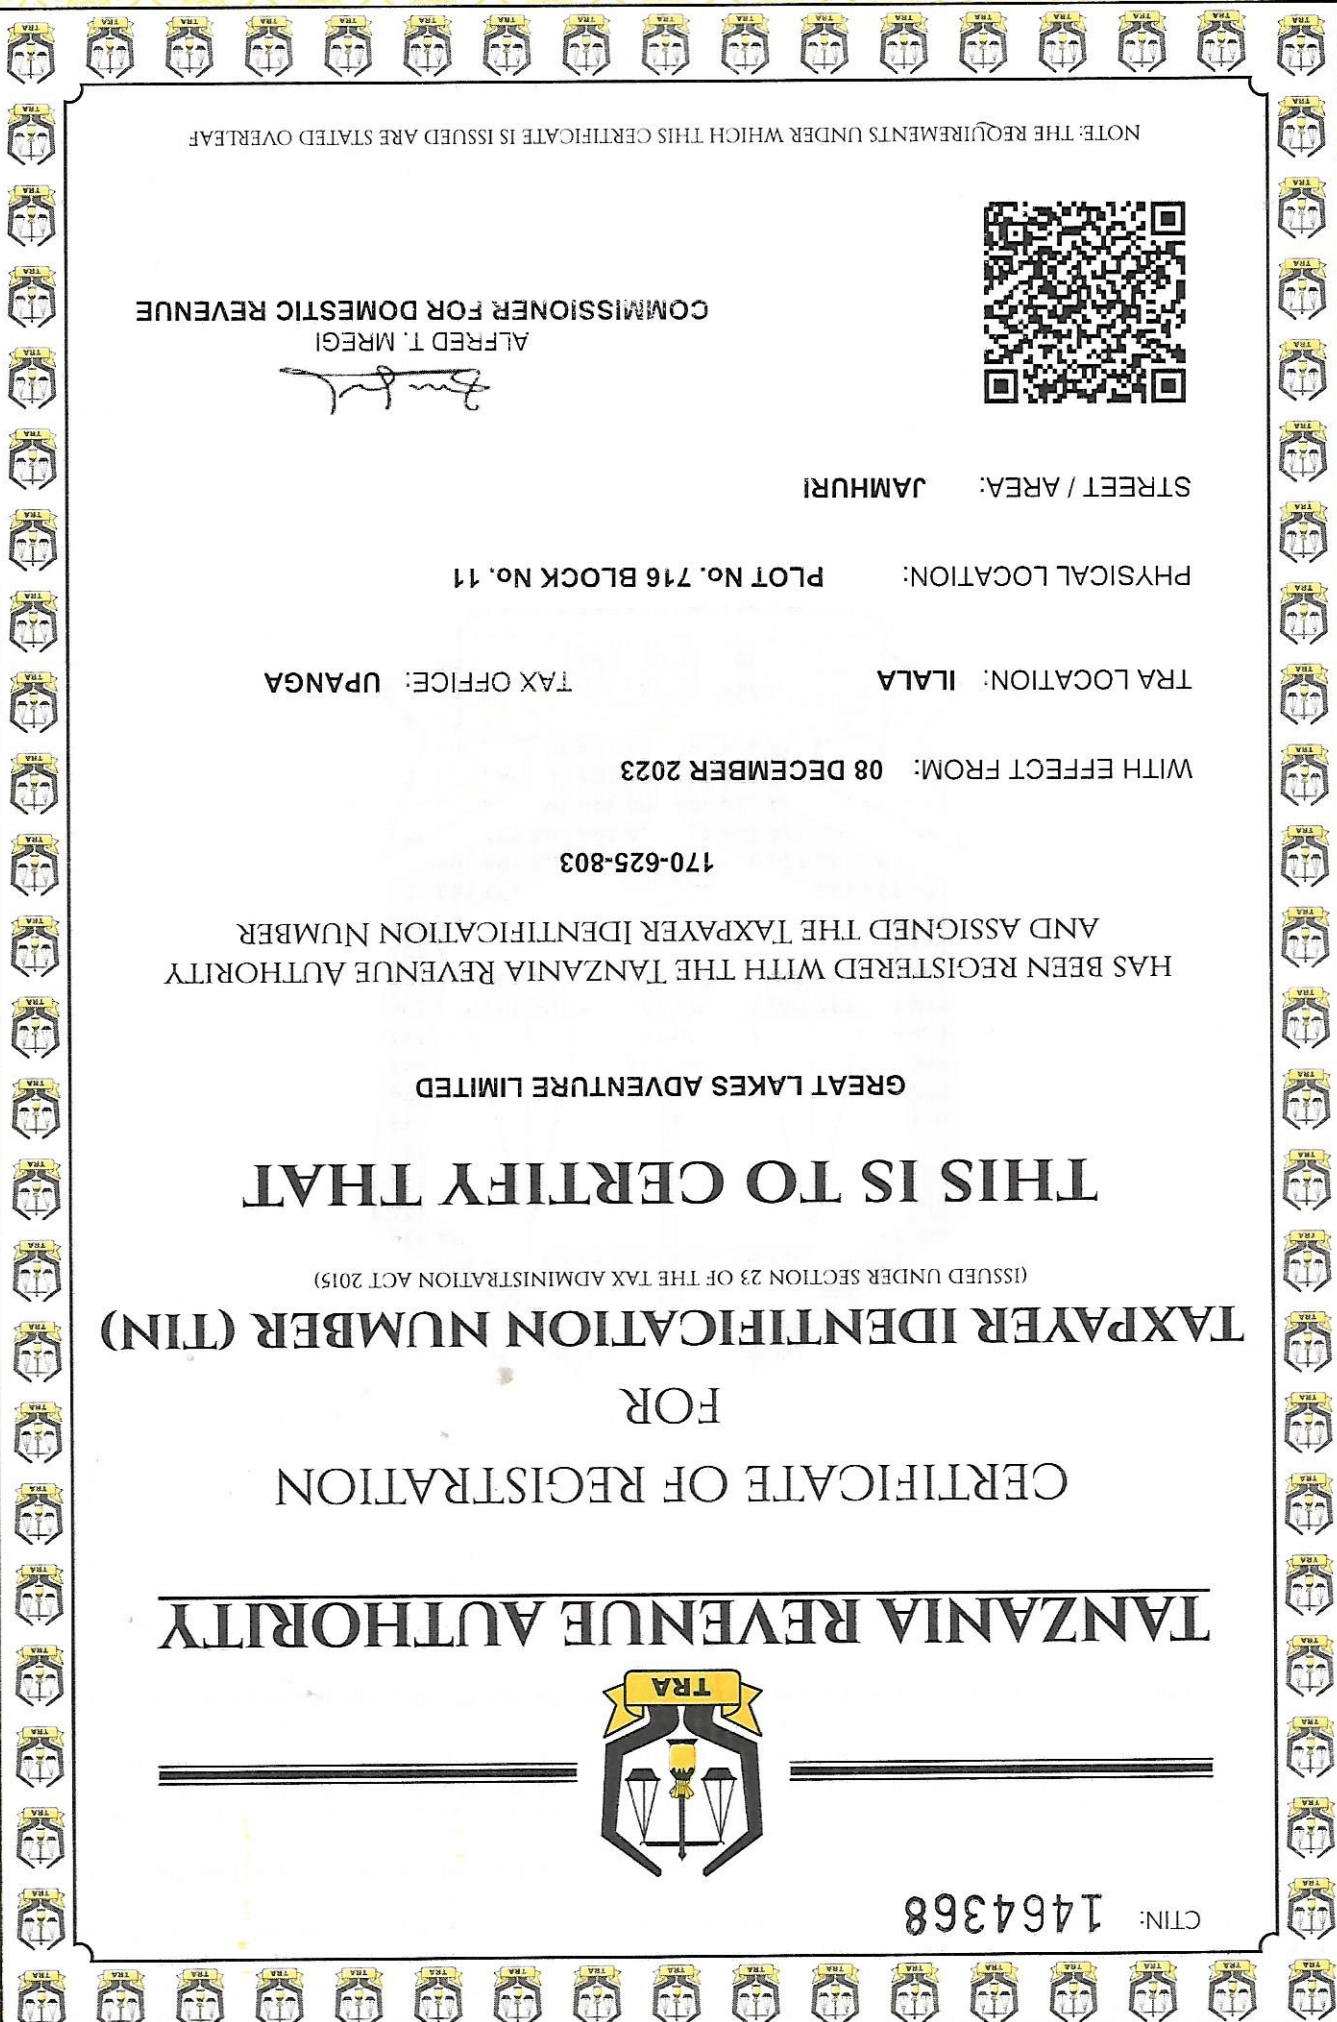 CTIN: 1464368
TRA
TANZANIA REVENUE AUTHORITY
CERTIFICATE OF REGISTRATION
FOR
TAXPAYER IDENTIFICATION NUMBER (TIN)
(ISSUED UNDER SECTION 23 OF THE TAX ADMINISTRATION ACT 2015)
THIS IS TO CERTIFY THAT
GREAT LAKES ADVENTURE LIMITED
HAS BEEN REGISTERED WITH THE TANZANIA REVENUE AUTHORITY
AND ASSIGNED THE TAXPAYER IDENTIFICATION NUMBER
170-625-803
WITH EFFECT FROM: 08 DECEMBER 2023
TRA LOCATION: ILALA TAX OFFICE: UPANGA
PHYSICAL LOCATION: PLOT No. 716 BLOCK No. 11
STREET / AREA: JAMHURI
ALFRED T. MREGI
COMMISSIONER FOR DOMESTIC REVENUE
NOTE: THE REQUIREMENTS UNDER WHICH THIS CERTIFICATE IS ISSUED ARE STATED OVERLEAF